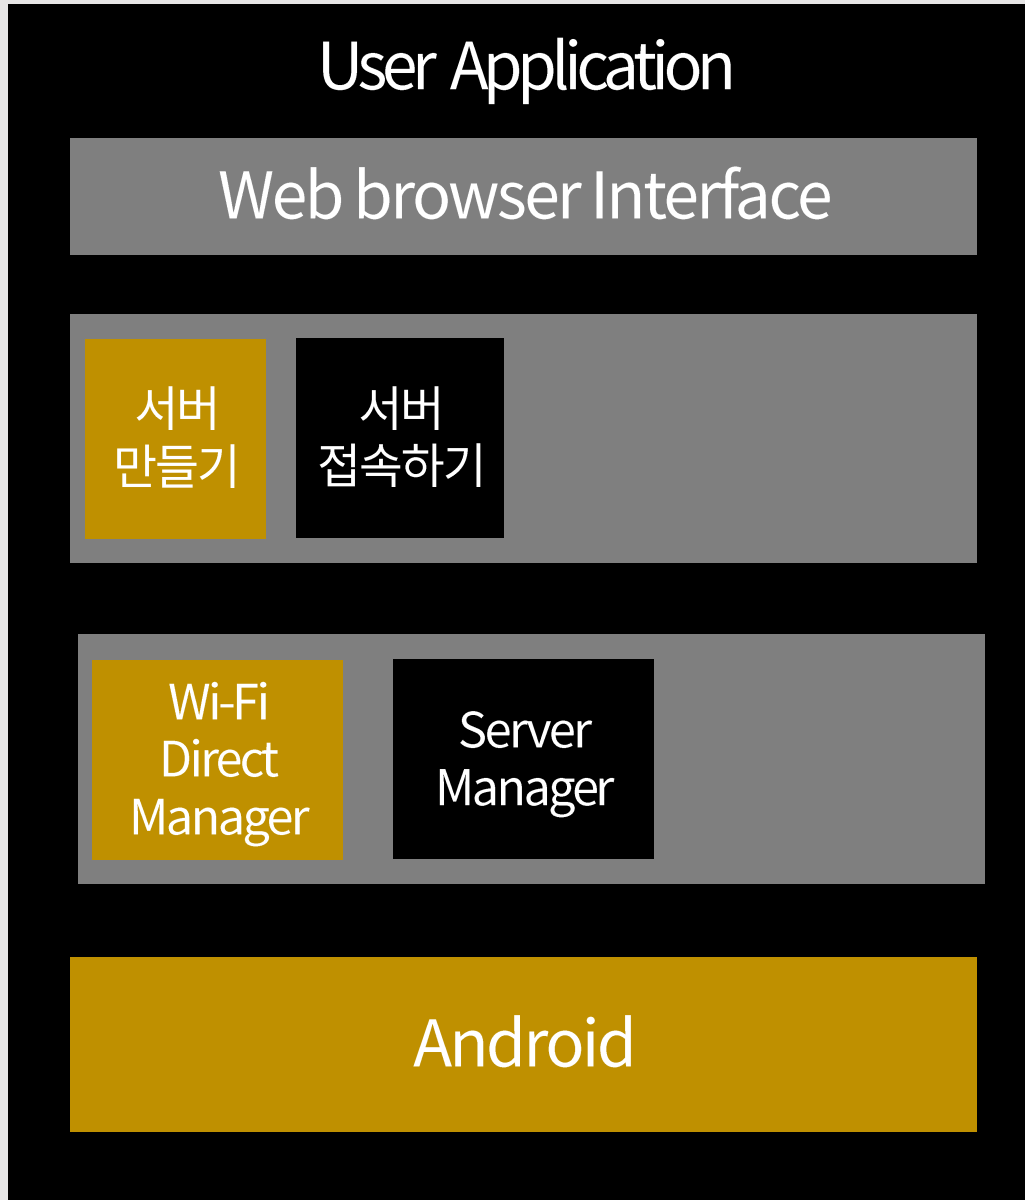 User Application
Web browser Interface
서버
만들기
서버
접속하기
Wi-Fi
Direct
Manager
Server
Manager
Android